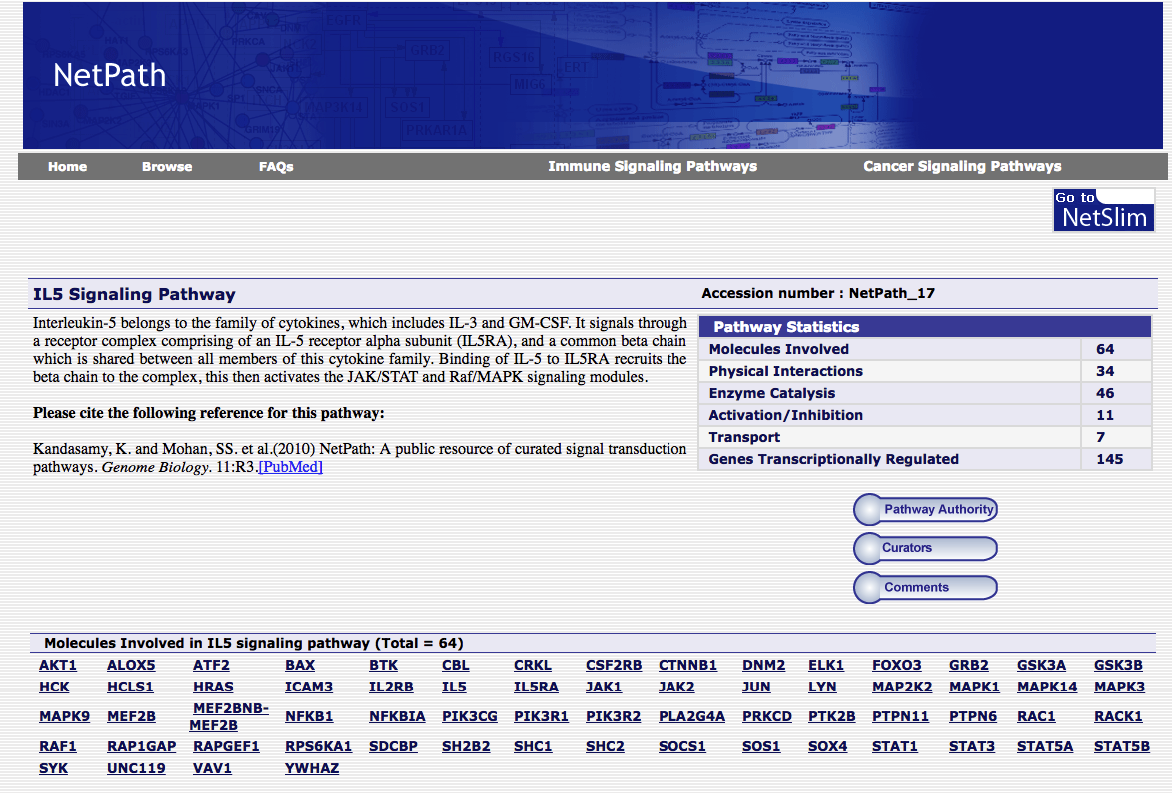 EGFR
GRB2
RGS16
MIG6
SOS1
PRKAR1A
NetPath
Home Browse FAQs Immune Signaling Pathways Cancer Signaling Pathways
Go to
NetSlim
IL5 Signaling Pathway
Accession number : NetPath_17
Interleukin-5 belongs to the family of cytokines, which includes IL-3 and GM-CSF. It signals through
a receptor complex comprising of an IL-5 receptor alpha subunit (IL5RA), and a common beta chain
which is shared between all members of this cytokine family. Binding of IL-5 to IL5RA recruits the
beta chain to the complex, this then activates the JAK/STAT and Raf/MAPK signaling modules.
Please cite the following reference for this pathway:
Kandasamy, K. and Mohan, SS. et al.(2010) NetPath: A public resource of curated signal transduction
pathways. Genome Biology. 11:R3.[PubMed]
Pathway Statistics
Molecules Involved 64
Physical Interactions 34
Enzyme Catalysis 46
Activation/Inhibition 11
Transport 7
Genes Transcriptionally Regulated 145
Pathway Authority
Curators
Comments
Molecules Involved in IL5 signaling pathway (Total = 64)
AKT1 ALOX5 ATF2 BAX BTK CBL CRKL CSF2RB CTNNB1 DNM2 ELK1 FOXO3 GRB2 GSK3A GSK3B
HCK HCLS1 HRAS ICAM3 IL2RB IL5 IL5RA JAK1 JAK2 JUN LYN MAP2K2 MAPK1 MAPK14 MAPK3
MAPK9 MEF2B MEF2BNB-MEF2B NFKB1 NFKBIA PIK3CG PIK3R1 PIK3R2 PLA2G4A PRKCD PTK2B PTPN11 PTPN6 RAC1 RACK1
RAF1 RAP1GAP RAPGEF1 RPS6KA1 SDCBP SH2B2 SHC1 SHC2 SOCS1 SOS1 SOX4 STAT1 STAT3 STAT5A STAT5B
SYK UNC119 VAV1 YWHAZ